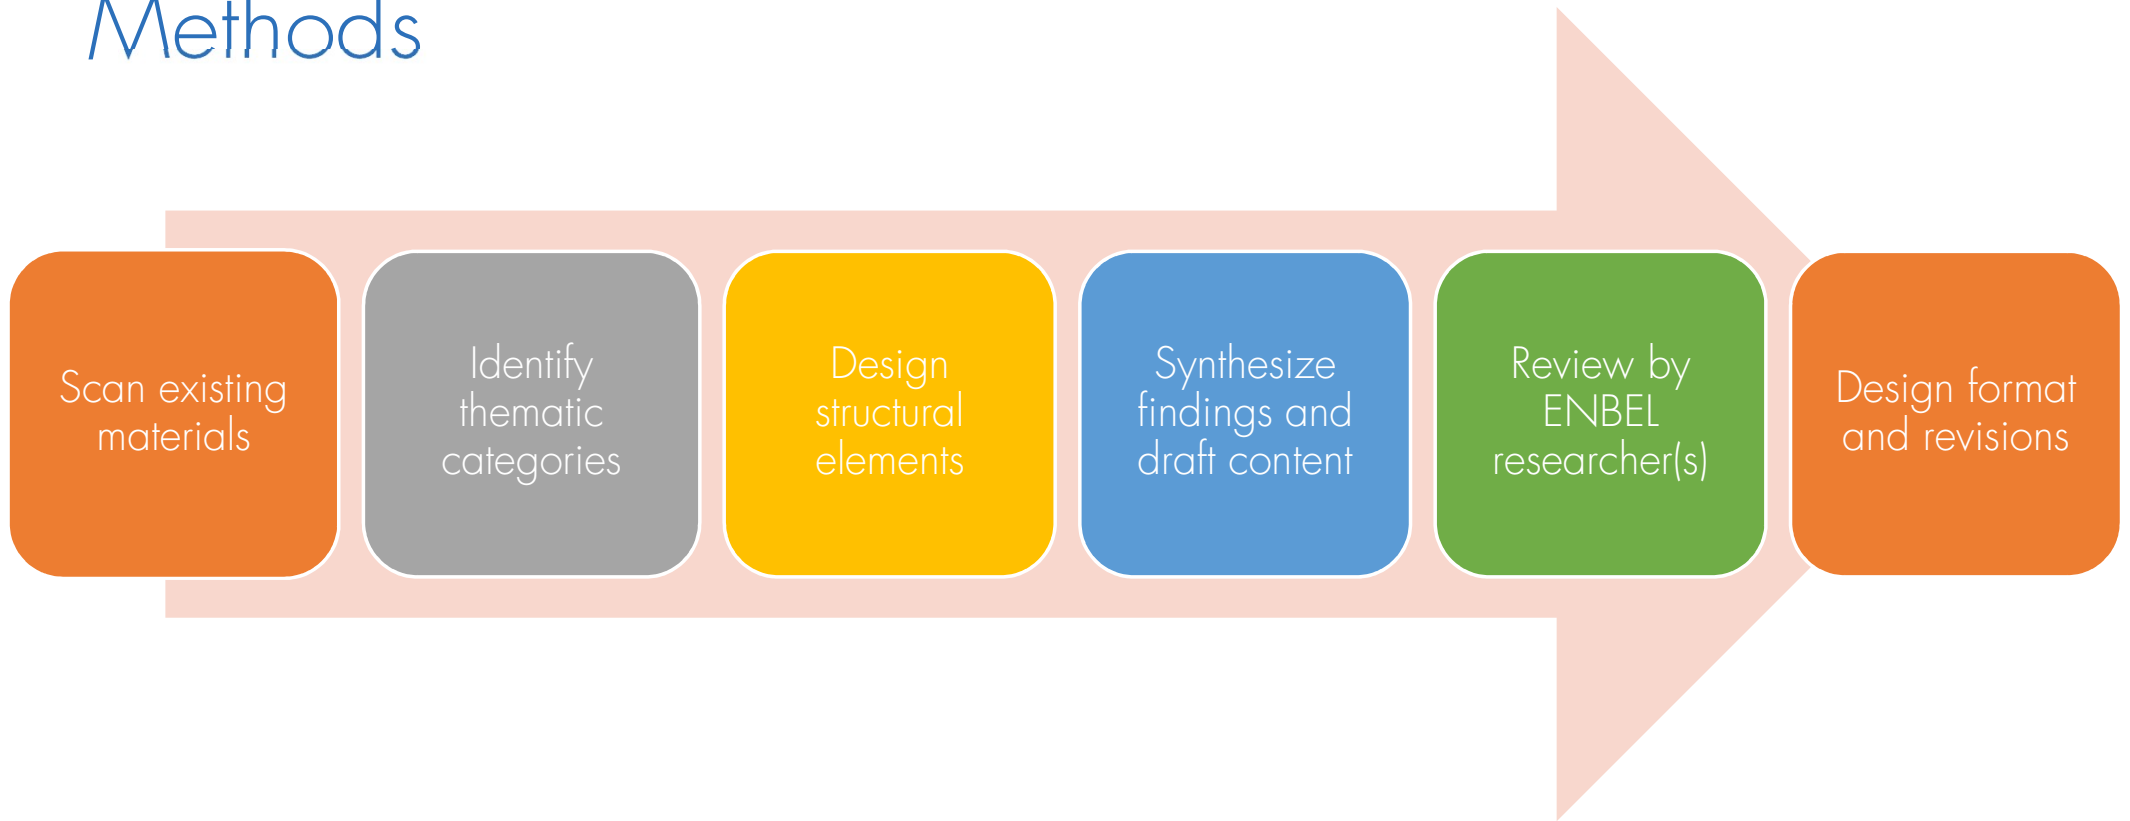 Methods
Scan existing
materials
Identify
thematic
categories
Design
structural
elements
Synthesize
findings and
draft content
Review by
ENBEL
researcher(s)
Design format
and revisions